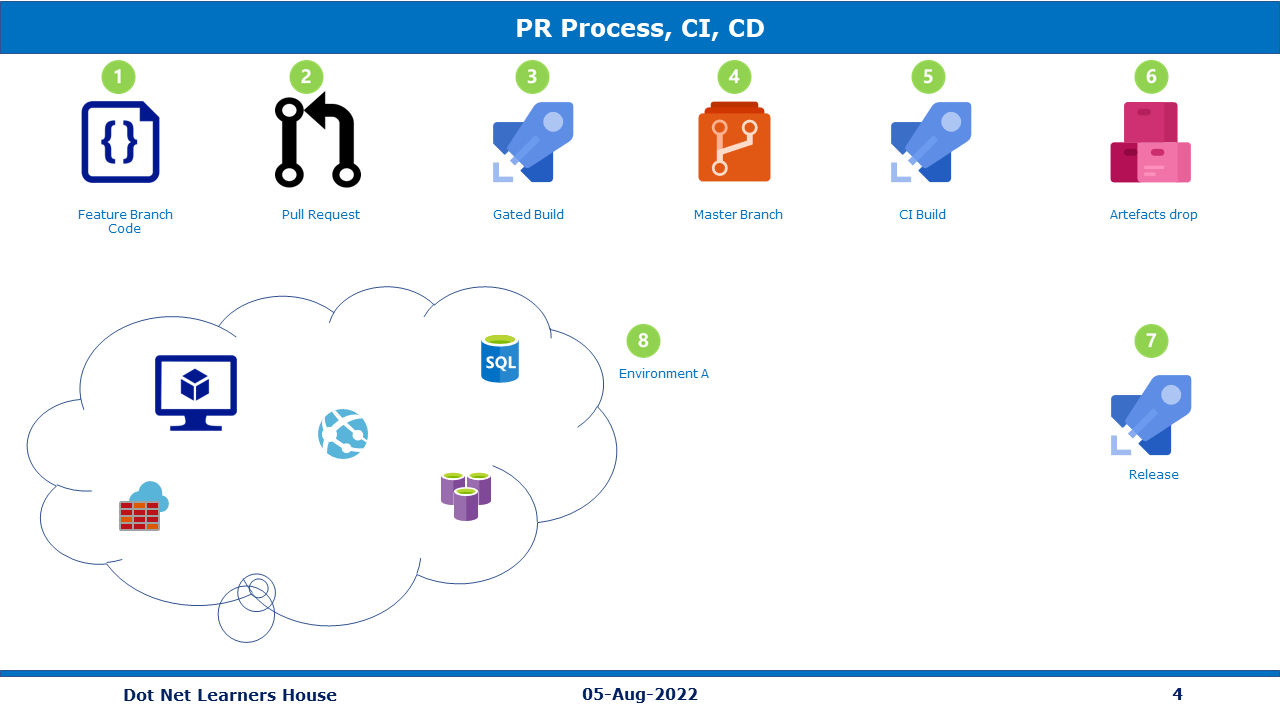 PR Process, CI, CD
1
2
3
4
5
6
{}
Feature Branch
Code
Pull Request
Gated Build
Master Branch
CI Build
Artefacts drop
8
Environment A
7
Release
SQL
Dot Net Learners House
05-Aug-2022
4